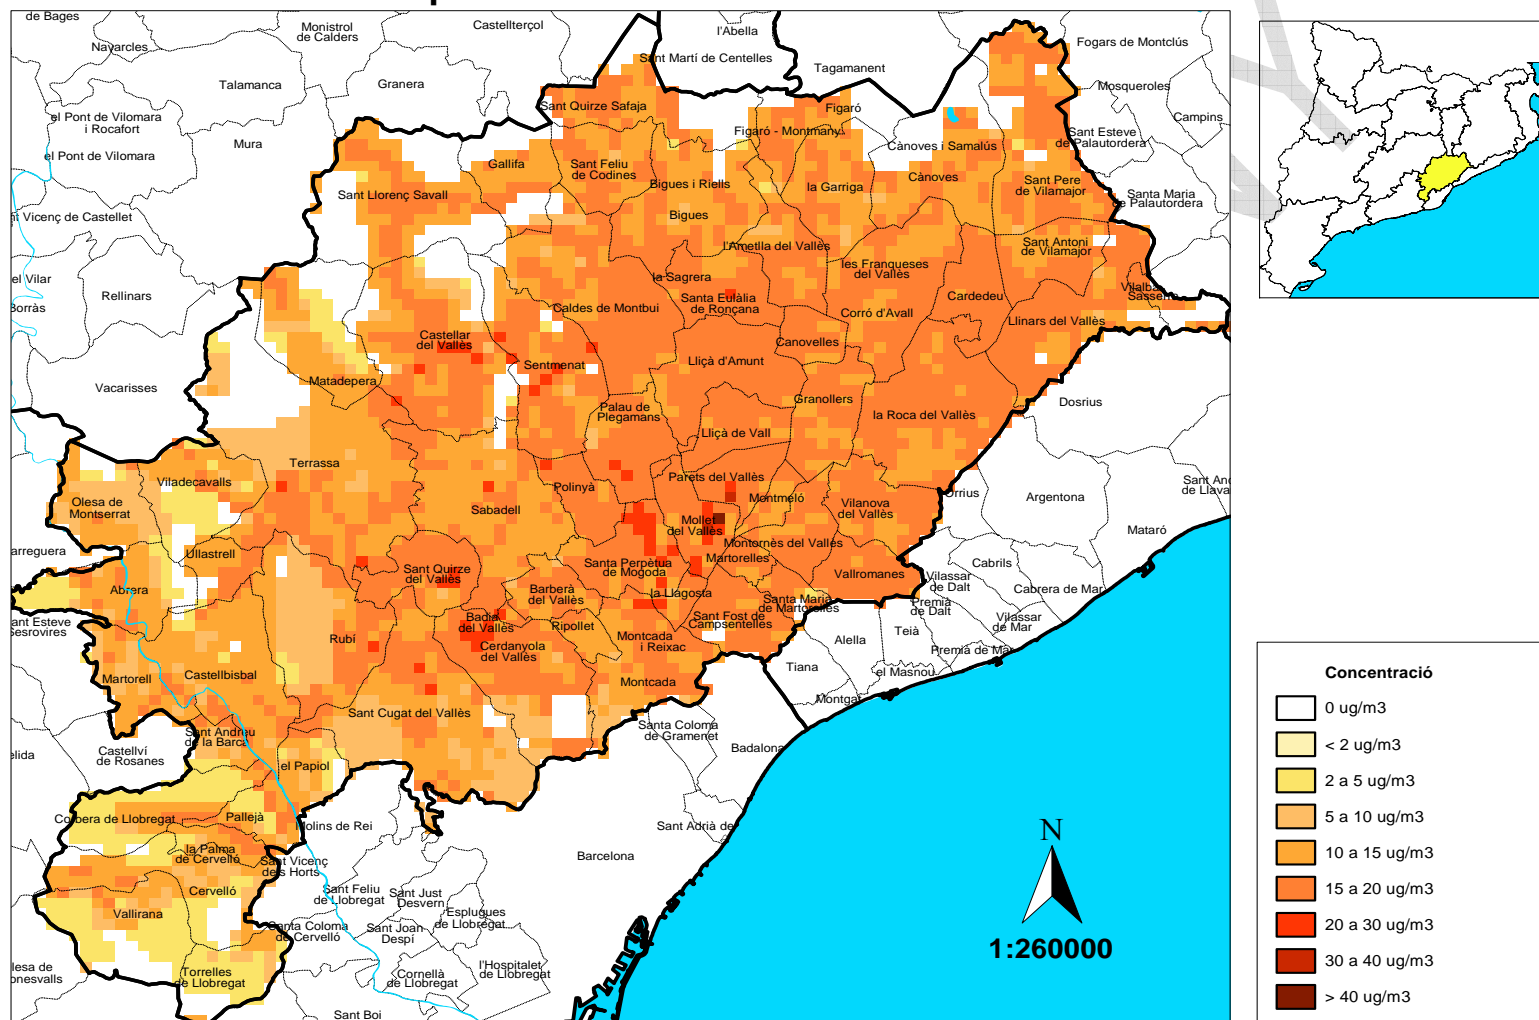 de Bages
Navarcles
Monistrol
de Calders
Castellterçol
l'Abella
Sant Martí de Centelles
Tagamanent
Fogars de Montclús
Mosqueroles
Campins
Talamanca
Granera
Sant Quirze Safaja
Figaró
Figaró - Montmany
el Pont de Vilomara
i Rocafort
Mura
el Pont de Vilomara
Sant Esteve
de Palautordera
Cànoves i Samalús
Gallifa
Sant Feliu
de Codines
Bigues i Riells
la Garriga
Cànoves
Sant Pere
de Vilamajor
Santa Maria
de Palautordera
Sant Llorenç Savall
Bigues
Vicenç de Castellet
l'Ametlla del Vallès
Sant Antoni
de Vilamajor
les Franqueses
del Vallès
la Sagrera
el Vilar
Rellinars
Borràs
Caldes de Montbui
Santa Eulàlia
de Ronçana
Corró d'Avall
Cardedeu
Vilalba
Llinars del Vallès
Castellar
del Vallès
Canovelles
Sentmenat
Lliçà d'Amunt
Vacarisses
Matadepera
Palau de
Plegamans
Granollers
la Roca del Vallès
Dosrius
Lliçà de Vall
Terrassa
Viladecavalls
Olesa de
Montserrat
Polinyà
Parets del Vallès
Montmeló
Vilanova
del Vallès
Orrius
Argentona
Sabadell
Mollet
del Vallès
Mataró
Ullastrell
Montornès del Vallès
Martorelles
Abrera
Sant Quirze
del Vallès
Santa Perpètua
de Mogoda
Vallromanes
Vilassar
de Dalt
Cabrils
Cabrera de Mar
Barberà
del Vallès
la Llagosta
Santa Maria
de Martorelles
Premià
de Dalt
Vilassar
de Mar
Sesrovires
Badia
del Vallès
Ripollet
Sant Fost de
Campsentelles
Rubí
Cerdanyola
del Vallès
Montcada
i Reixac
Alella
Teià
Premià de Mar
Tiana
el Masnou
Martorell
Castellbisbal
Montcada
Montgat
Sant Cugat del Vallès
Santa Coloma
de Gramenet
Badalona
Sant Andreu
de la Barca
Castellví
de Rosanes
el Papiol
Corbera de Llobregat
Pallejà
Molins de Rei
Sant Adrià de
la Palma
de Cervelló
Sant Vicenç
dels Horts
Barcelona
Cervelló
Sant Feliu
de Llobregat
Sant Just
Desvern
Vallirana
Esplugues
de Llobregat
Santa Coloma
de Cervelló
Sant Joan
Despí
Torrelles
de Llobregat
Cornellà
de Llobregat
l'Hospitalet
de Llobregat
Sant Boi
N
1:260000
Concentració
0 ug/m3
< 2 ug/m3
2 a 5 ug/m3
5 a 10 ug/m3
10 a 15 ug/m3
15 a 20 ug/m3
20 a 30 ug/m3
30 a 40 ug/m3
> 40 ug/m3